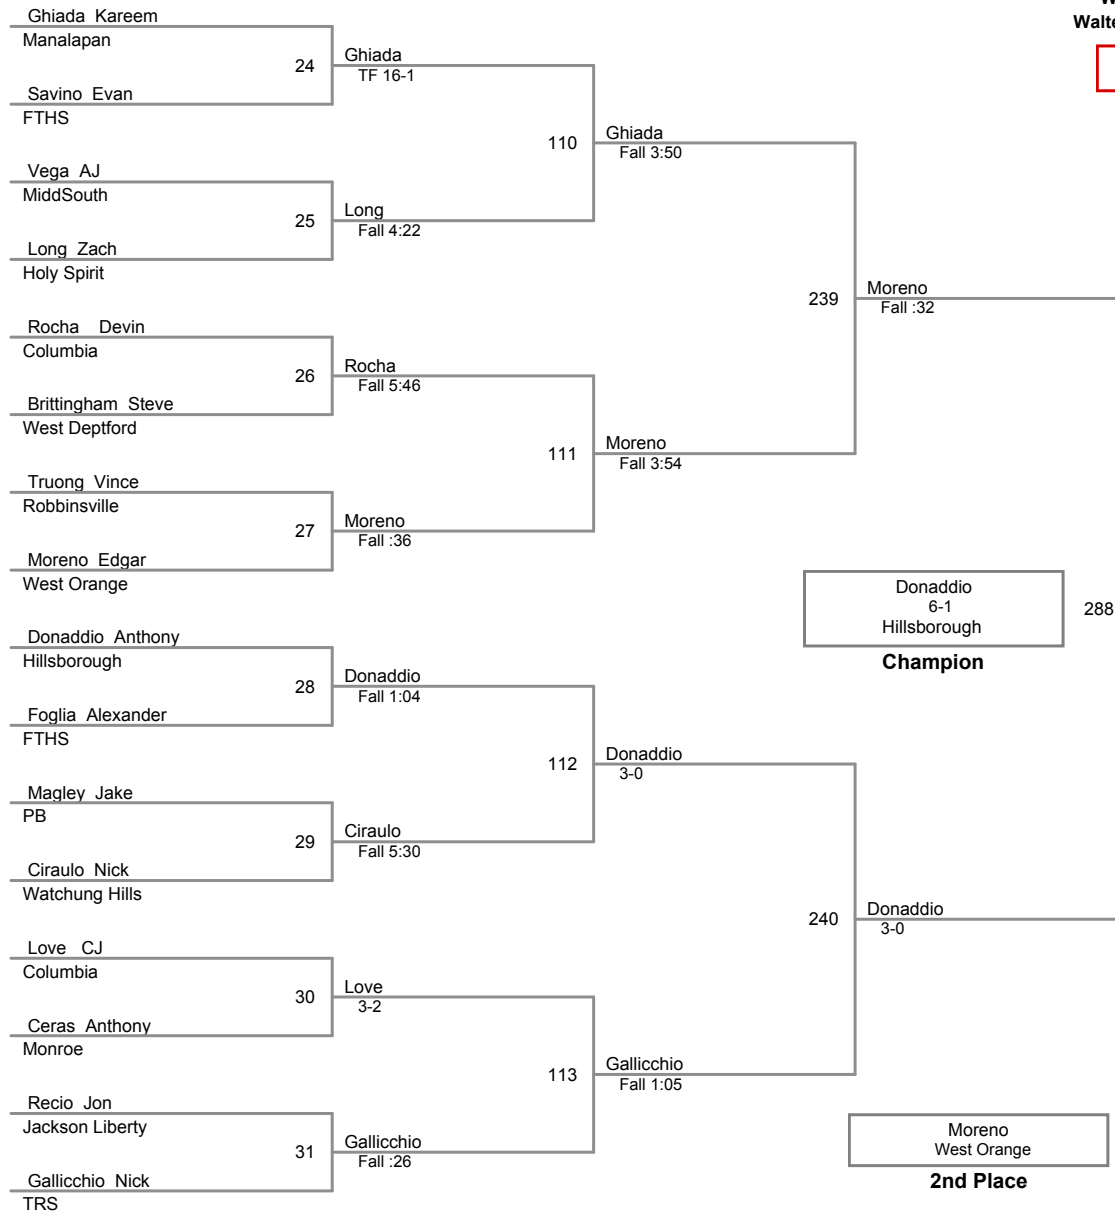 W
Walte
Ghiada Kareem
Manalapan
24
Ghiada
TF 16-1
Savino Evan
FTHS
110
Ghiada
Fall 3:50
Vega AJ
MiddSouth
25
Long
Fall 4:22
Long Zach
Holy Spirit
239
Moreno
Fall :32
Rocha Devin
Columbia
26
Rocha
Fall 5:46
Brittingham Steve
West Deptford
111
Moreno
Fall 3:54
Truong Vince
Robbinsville
27
Moreno
Fall :36
Moreno Edgar
West Orange
Donaddio
6-1
Hillsborough
288
Champion
Donaddio Anthony
Hillsborough
28
Donaddio
Fall 1:04
Foglia Alexander
FTHS
112
Donaddio
3-0
Magley Jake
PB
29
Ciraulo
Fall 5:30
Ciraulo Nick
Watchung Hills
240
Donaddio
3-0
Love CJ
Columbia
30
Love
3-2
Ceras Anthony
Monroe
113
Gallicchio
Fall 1:05
Recio Jon
Jackson Liberty
31
Gallicchio
Fall :26
Gallicchio Nick
TRS
Moreno
West Orange
2nd Place